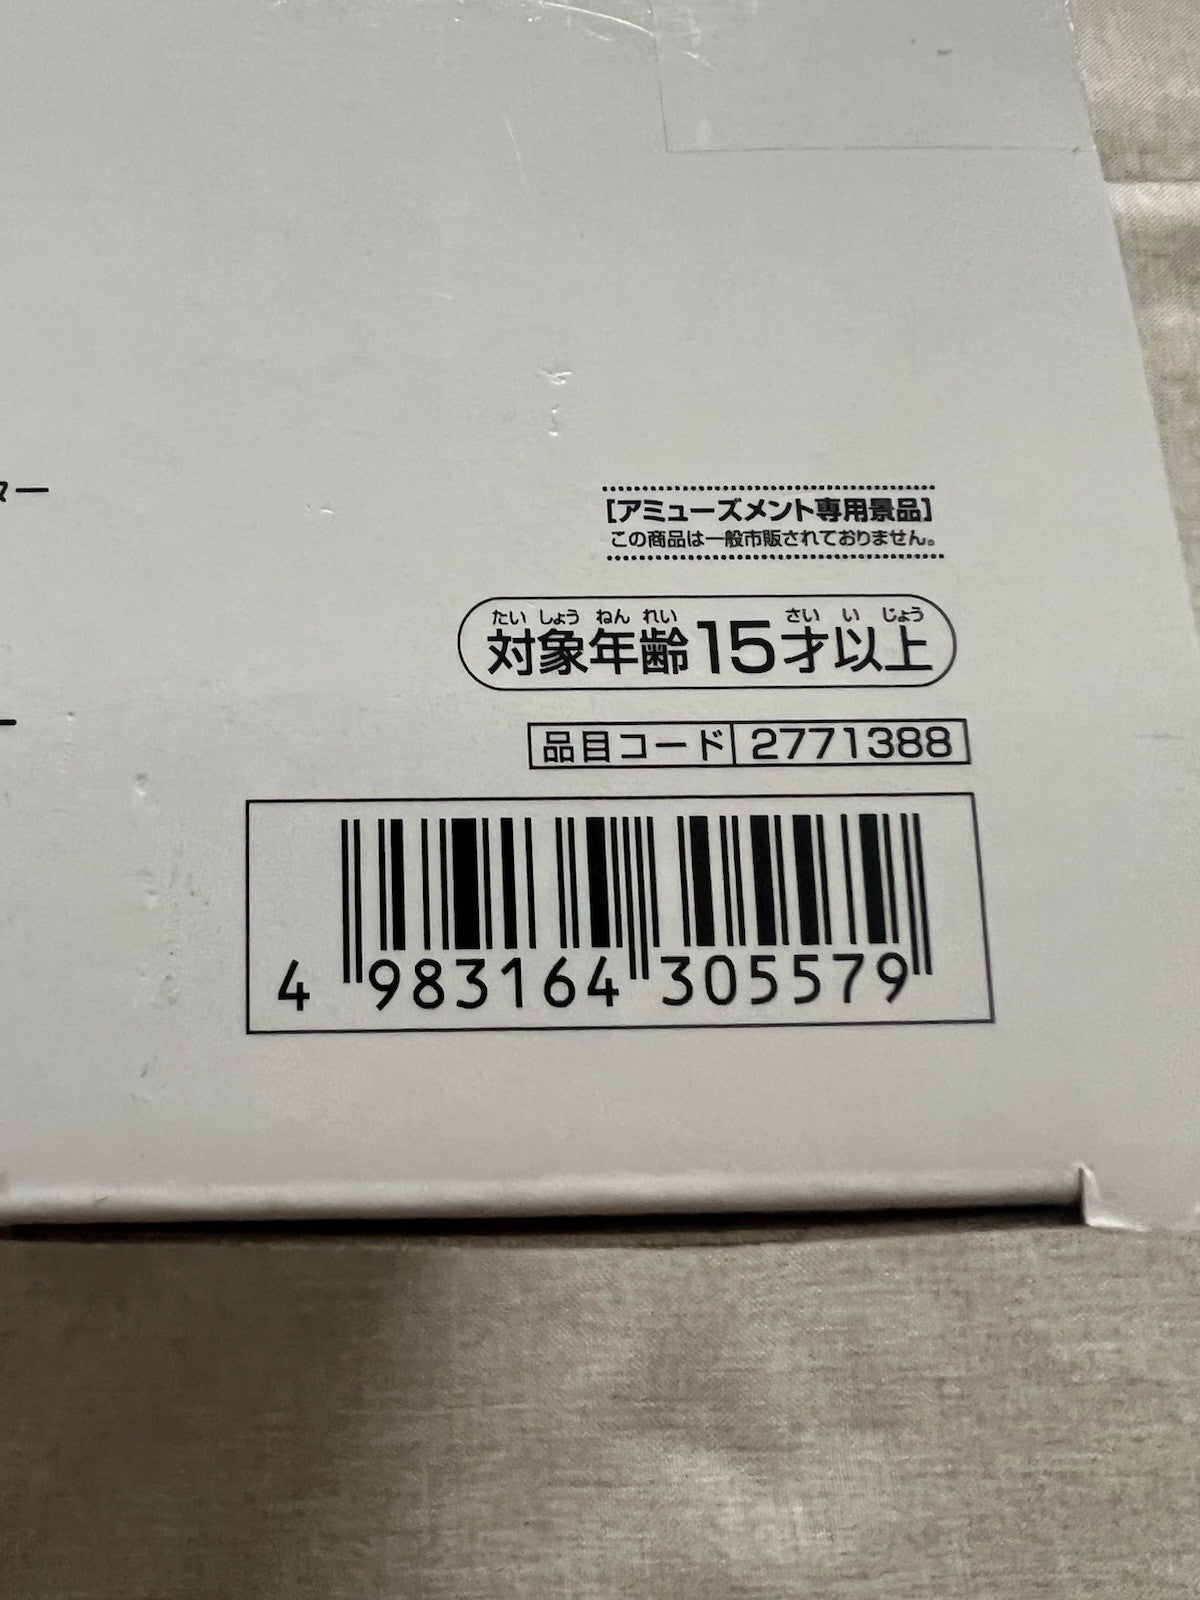 ター
[アミューズメント専用景品]
この商品は一般市販されておりません。
たい しょう ねん れい さい い じょう
対象年齢15才以上
ー
品目コード 2771388
4 983164 305579